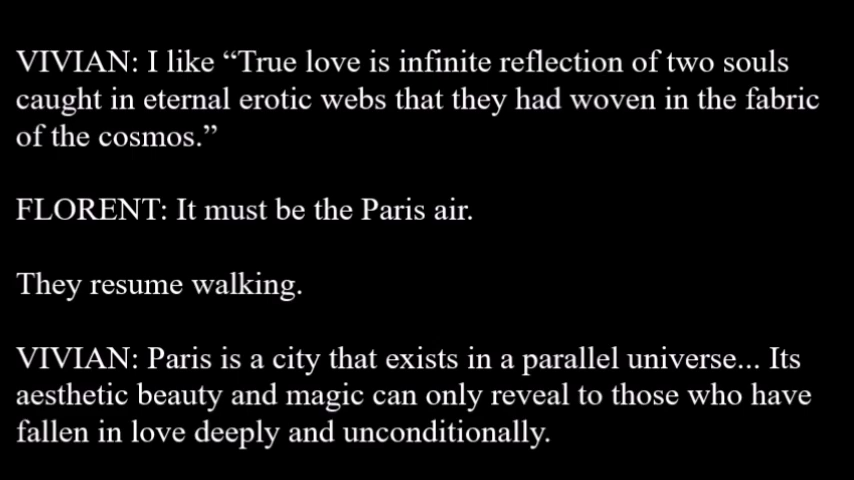 VIVIAN: I like “True love is infinite reflection of two souls
caught in eternal erotic webs that they had woven in the fabric
of the cosmos.”
FLORENT: It must be the Paris air.
They resume walking.
VIVIAN: Paris is a city that exists in a parallel universe... Its
aesthetic beauty and magic can only reveal to those who have
fallen in love deeply and unconditionally.